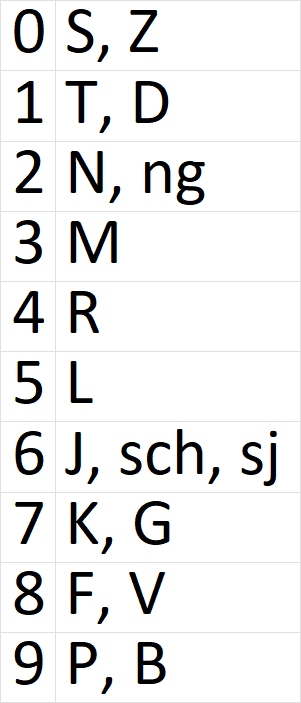 0 S, Z
1 T, D
2 N, ng
3 M
4 R
5 L
6 J, sch, sj
7 K, G
8 F, V
9 P, B